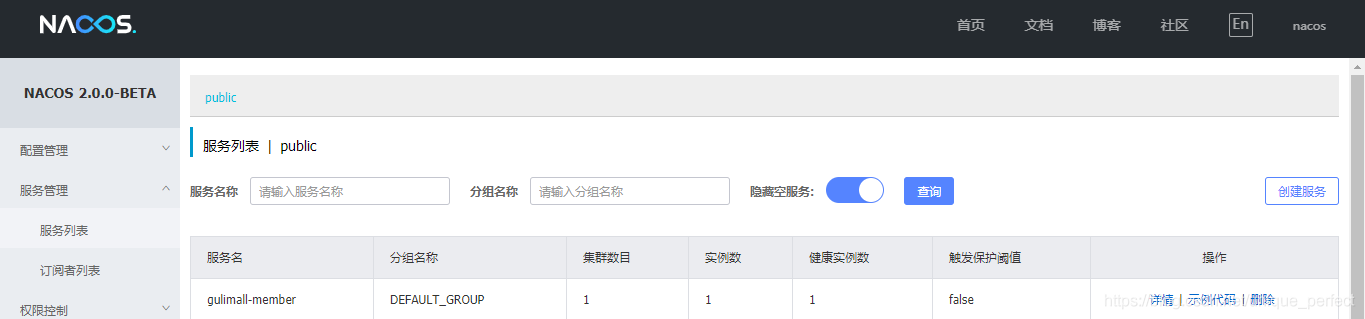 NACOS. 首页 文档 博客 社区 En nacos
NACOS 2.0.0-BETA
public
配置管理
服务列表 | public
服务管理
服务名称 请输入服务名称 分组名称 请输入分组名称 隐藏空服务: 查询 创建服务
服务列表
服务名 分组名称 集群数目 实例数 健康实例数 触发保护阈值 操作
订阅者列表
gulimall-member DEFAULT_GROUP 1 1 1 false 详情 | 示例代码 | 删除
权限控制